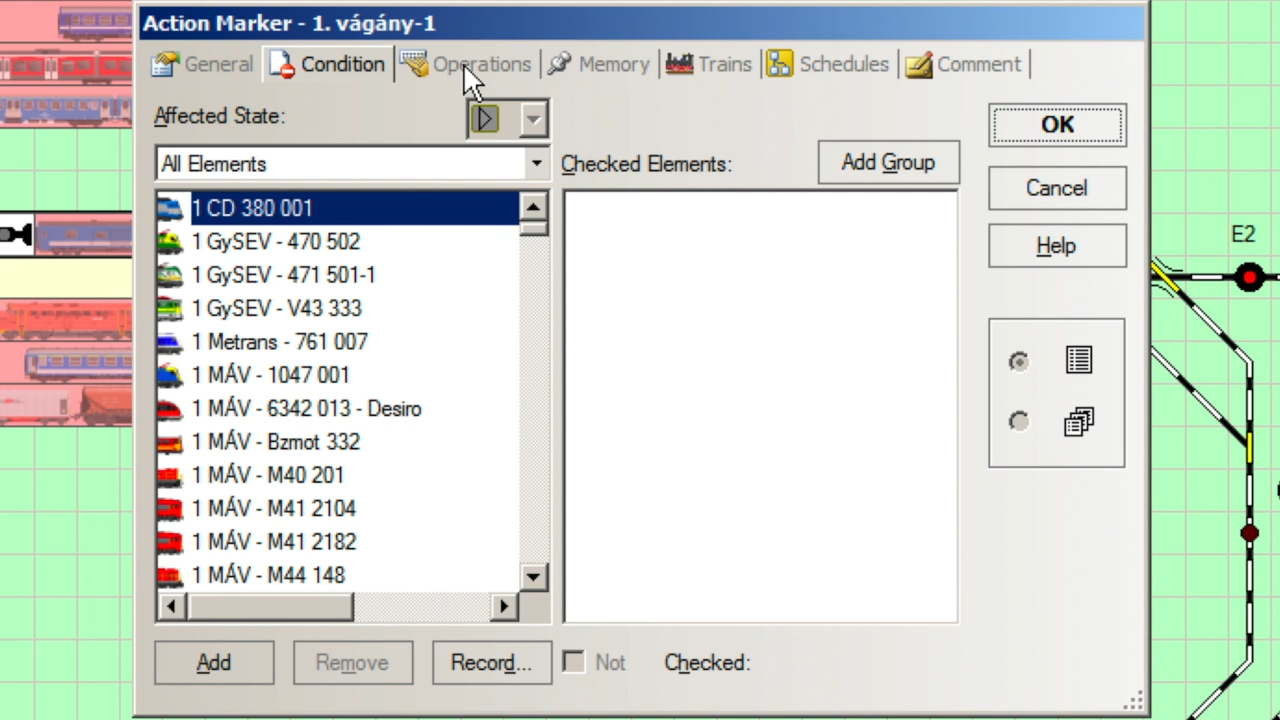 Action Marker - 1. vágány-1
General Condition Operations Memory Trains Schedules Comment
Affected State:
OK
All Elements
Checked Elements:
Add Group
Cancel
Help
1 CD 380 001
1 GySEV - 470 502
1 GySEV - 471 501-1
1 GySEV - V43 333
1 Metrans - 761 007
1 MÁV - 1047 001
1 MÁV - 6342 013 - Desiro
1 MÁV - Bzmot 332
1 MÁV - M40 201
1 MÁV - M41 2104
1 MÁV - M41 2182
1 MÁV - M44 148
Add
Remove
Record...
Not
Checked:
E2